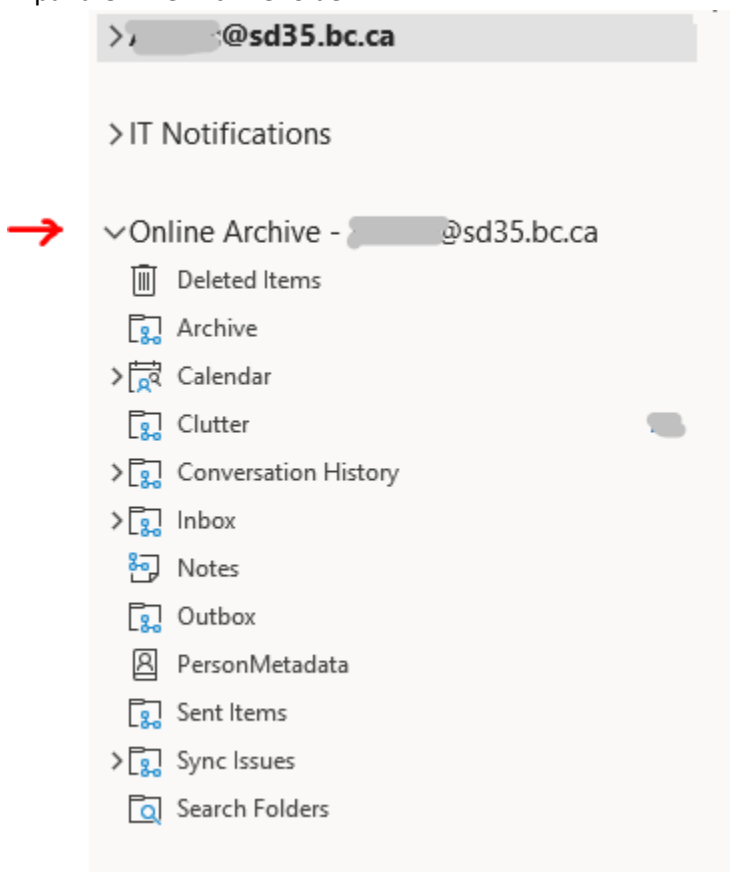 @sd35.bc.ca
IT Notifications
Online Archive - @sd35.bc.ca
Deleted Items
Archive
Calendar
Clutter
Conversation History
Inbox
Notes
Outbox
PersonMetadata
Sent Items
Sync Issues
Search Folders